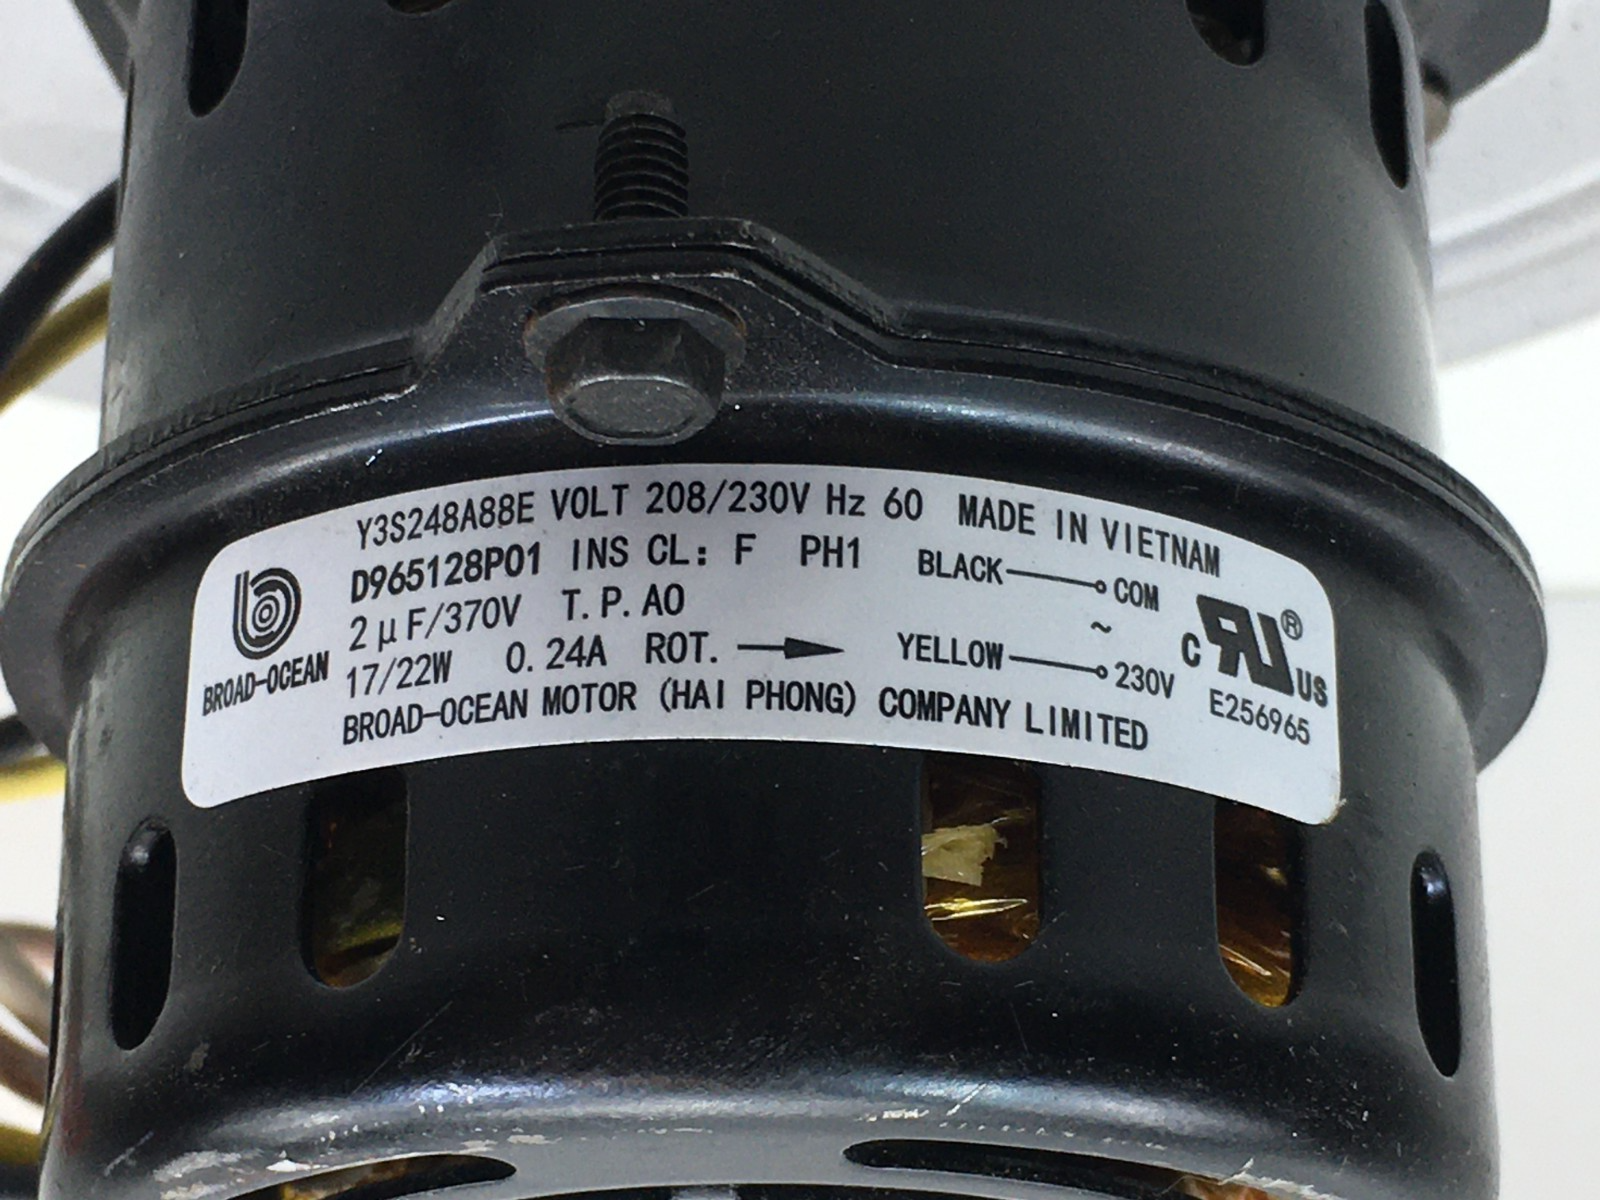 Y3S248A88E VOLT 208/230V Hz 60 MADE IN VIETNAM
D965128P01 INS CL: F PH1 BLACK COM
2μF/370V T.P.AO ~
17/22W 0.24A ROT. YELLOW 230V
BROAD-OCEAN MOTOR (HAI PHONG) COMPANY LIMITED
BROAD-OCEAN
C RU® US
E256965